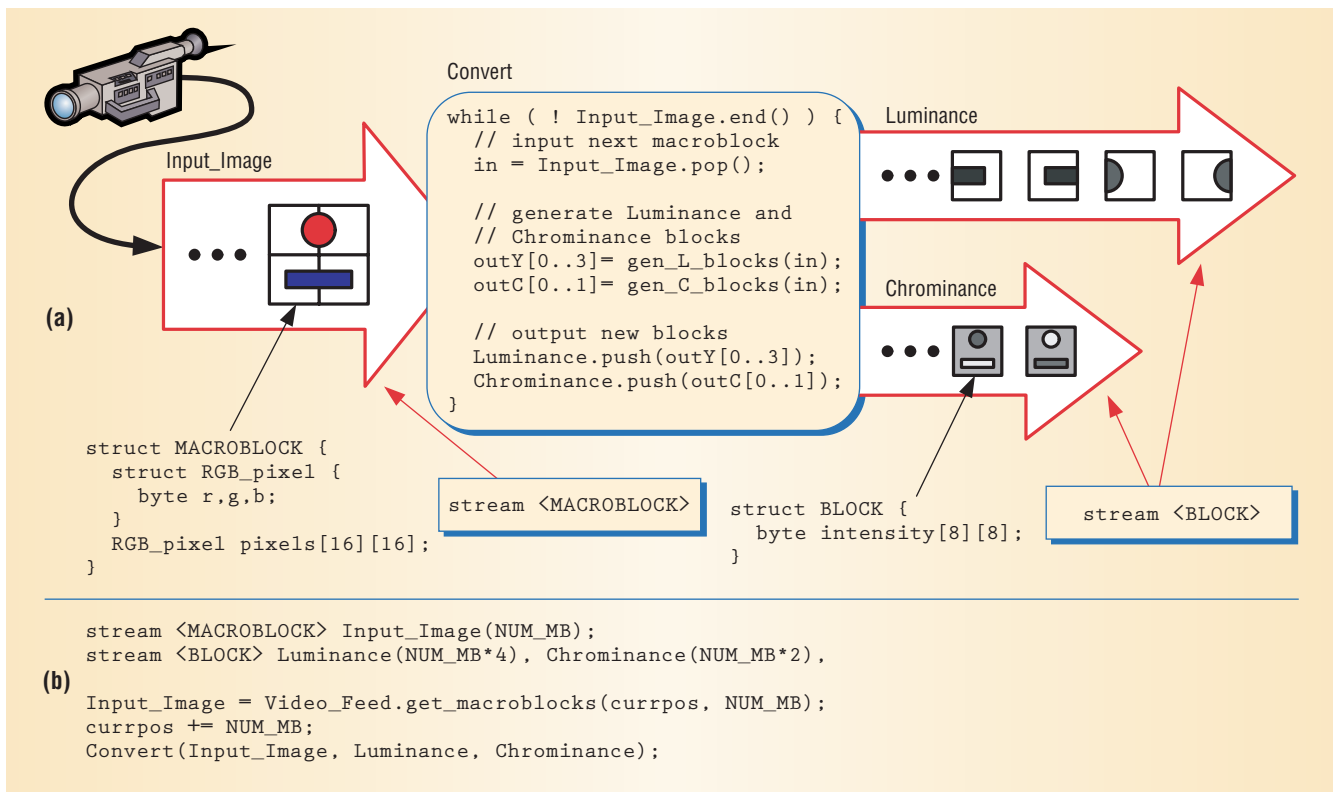 Convert
while ( ! Input_Image.end() ) {
// input next macroblock
in = Input_Image.pop();
// generate Luminance and
// Chrominance blocks
outY[0..3]= gen_L_blocks(in);
outC[0..1]= gen_C_blocks(in);
// output new blocks
Luminance.push(outY[0..3]);
Chrominance.push(outC[0..1]);
}
Input_Image
Luminance
Chrominance
(a)
struct MACROBLOCK {
struct RGB_pixel {
byte r,g,b;
}
RGB_pixel pixels[16][16];
}
stream <MACROBLOCK>
struct BLOCK {
byte intensity[8][8];
}
stream <BLOCK>
(b)
stream <MACROBLOCK> Input_Image(NUM_MB);
stream <BLOCK> Luminance(NUM_MB*4), Chrominance(NUM_MB*2),
Input_Image = Video_Feed.get_macroblocks(currpos, NUM_MB);
currpos += NUM_MB;
Convert(Input_Image, Luminance, Chrominance);